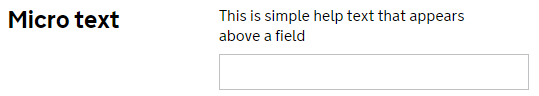 Micro text
This is simple help text that appears
above a field